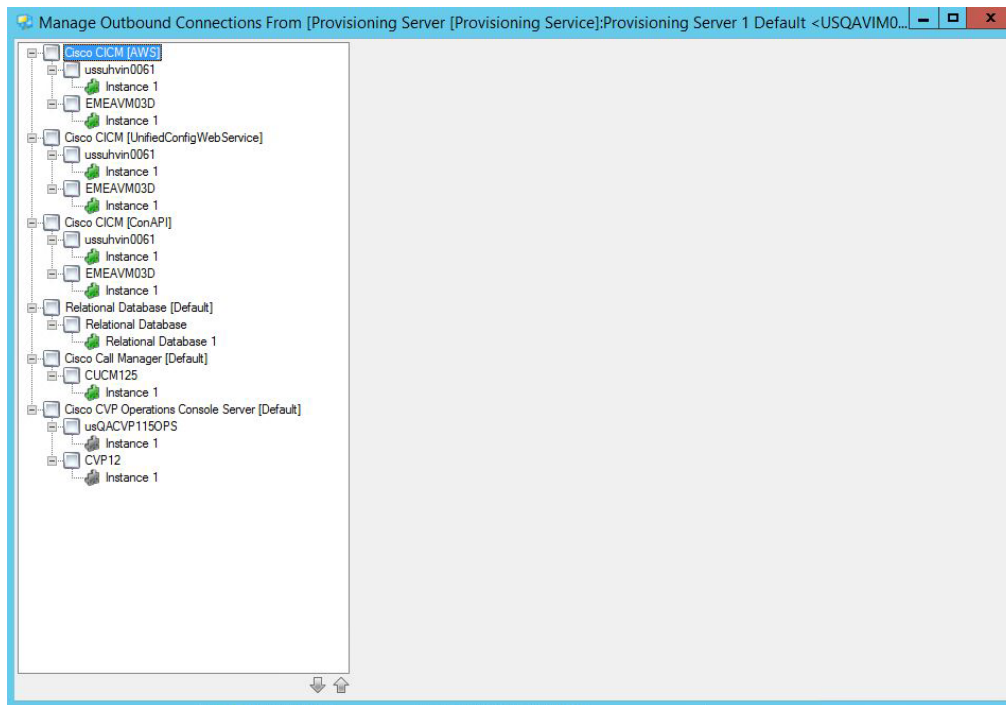 Manage Outbound Connections From [Provisioning Server [Provisioning Service]:Provisioning Server 1 Default <USQAVIM0...
Cisco CICM [AWS]
ussuhvin0061
Instance 1
EMEAVM03D
Instance 1
Cisco CICM [UnifiedConfigWebService]
ussuhvin0061
Instance 1
EMEAVM03D
Instance 1
Cisco CICM [ConAPI]
ussuhvin0061
Instance 1
EMEAVM03D
Instance 1
Relational Database [Default]
Relational Database
Relational Database 1
Cisco Call Manager [Default]
CUCM125
Instance 1
Cisco CVP Operations Console Server [Default]
usQACVP115OPS
Instance 1
CVP12
Instance 1